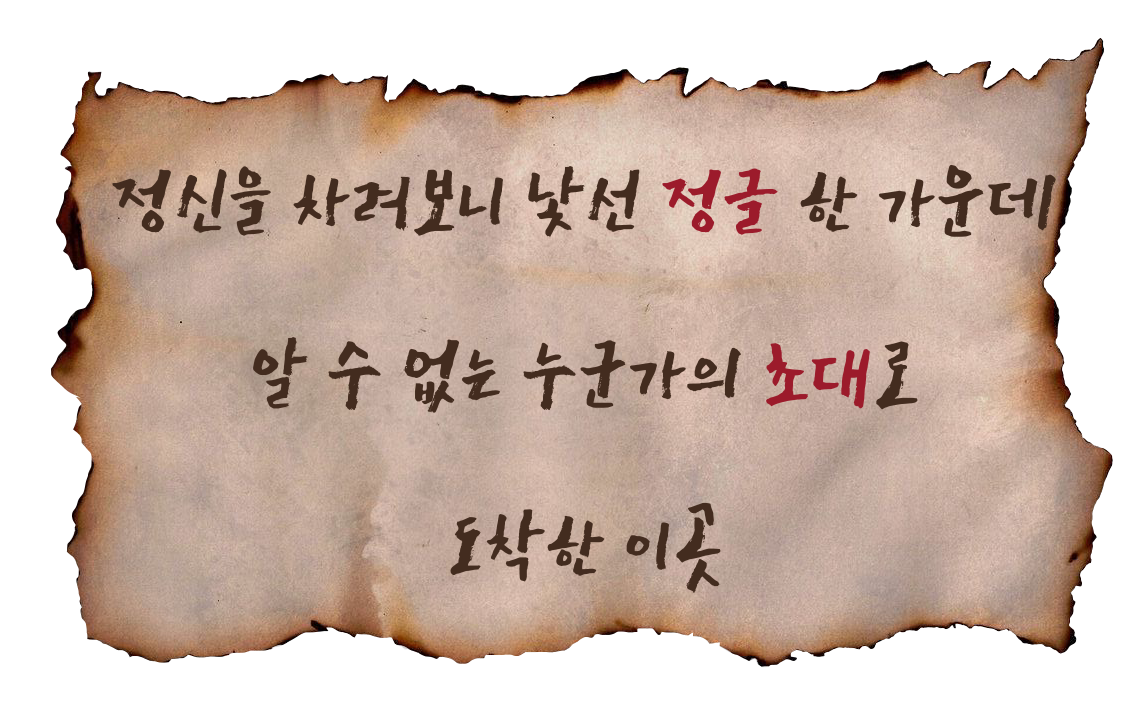 정신을 차려보니 낯선 정글 한 가운데
알 수 없는 누군가의 초대로
도착한 이곳